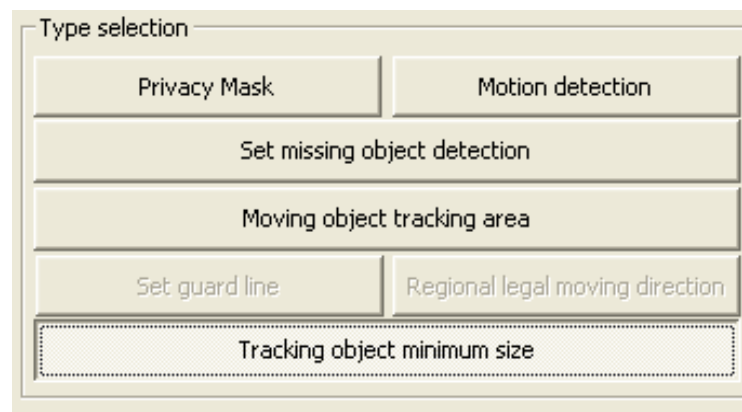 Type selection
Privacy Mask
Motion detection
Set missing object detection
Moving object tracking area
Set guard line
Regional legal moving direction
Tracking object minimum size